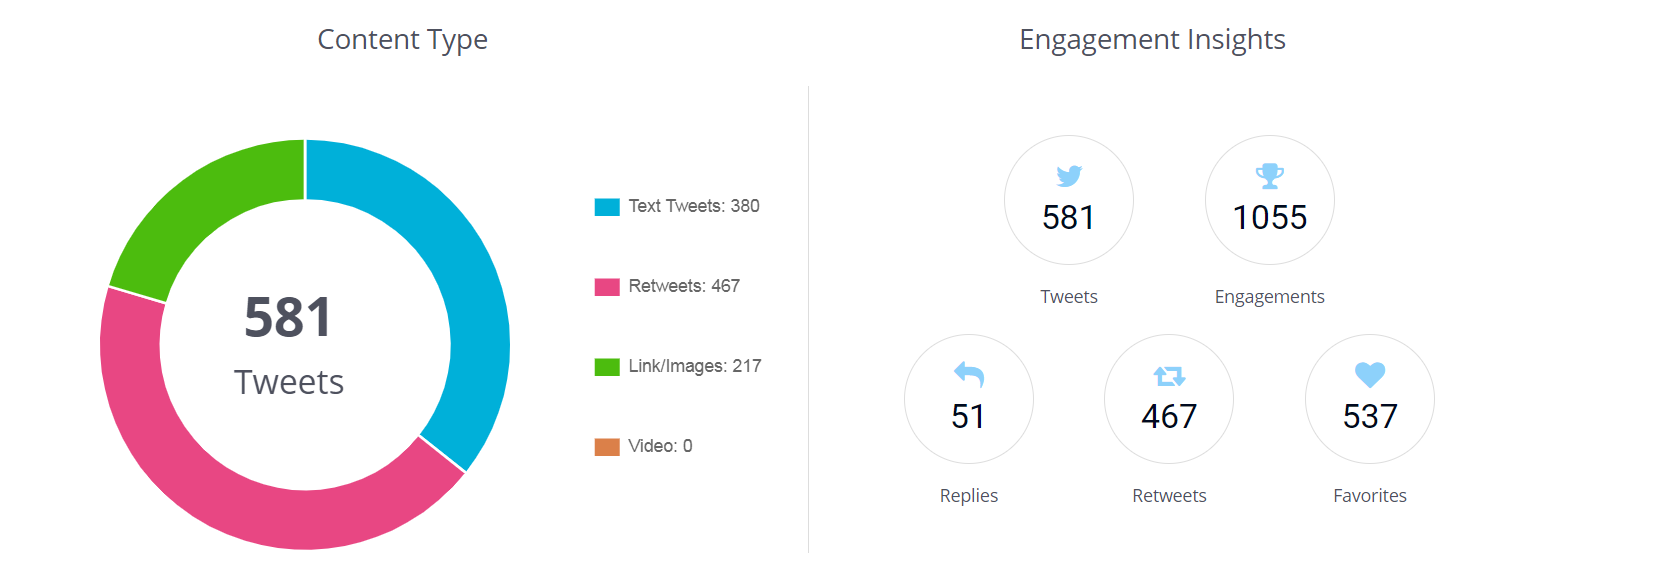 Content Type
581
Tweets
Text Tweets: 380
Retweets: 467
Link/Images: 217
Video: 0
Engagement Insights
581
Tweets
1055
Engagements
51
Replies
467
Retweets
537
Favorites